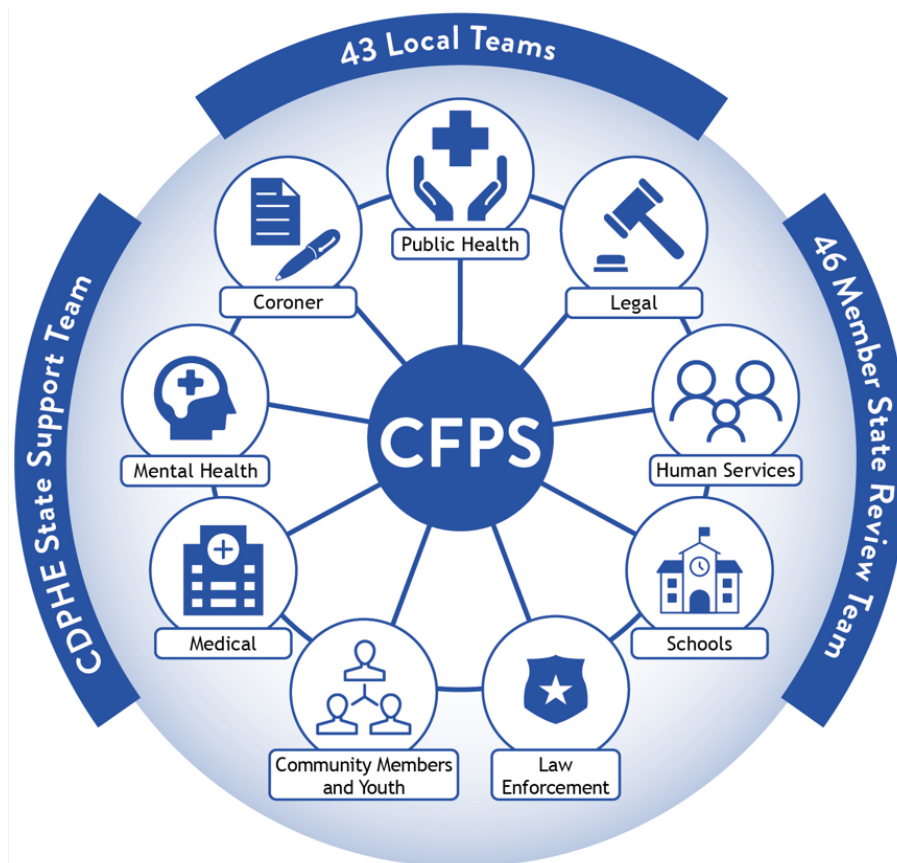 43 Local Teams
CDPHE State Support Team
46 Member State Review Team
Public Health
Coroner
Legal
CFPS
Mental Health
Human Services
Medical
Schools
Community Members
and Youth
Law
Enforcement